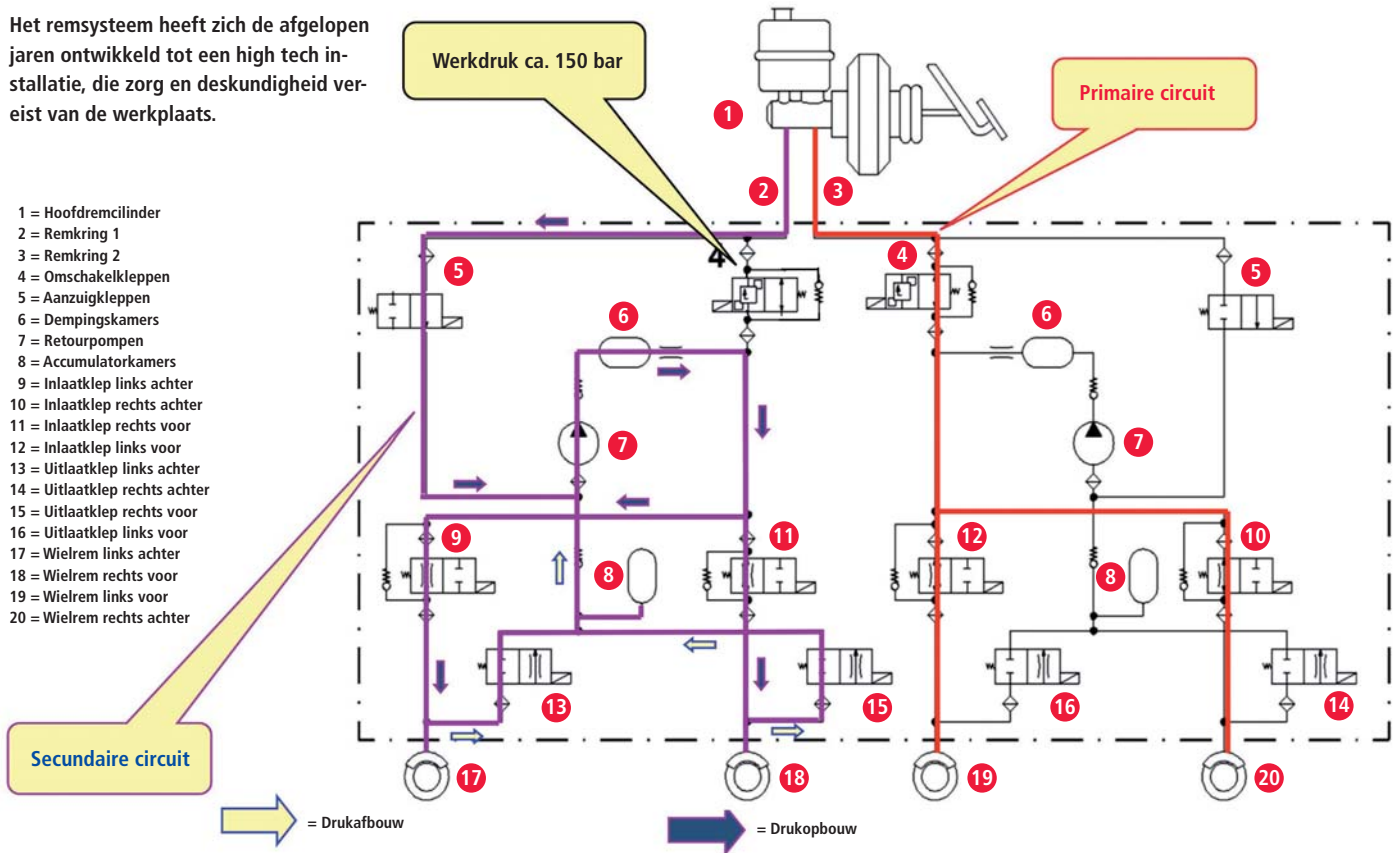 Het remsysteem heeft zich de afgelopen
jaren ontwikkeld tot een high tech in-
stallatie, die zorg en deskundigheid ver-
eist van de werkplaats.
Werkdruk ca. 150 bar
Primaire circuit
1
2
3
1 = Hoofdremcilinder
2 = Remkring 1
3 = Remkring 2
4 = Omschakelkleppen
5 = Aanzuigkleppen
6 = Dempingskamers
7 = Retourpompen
8 = Accumulatorkamers
9 = Inlaatklep links achter
10 = Inlaatklep rechts achter
11 = Inlaatklep rechts voor
12 = Inlaatklep links voor
13 = Uitlaatklep links achter
14 = Uitlaatklep rechts achter
15 = Uitlaatklep rechts voor
16 = Uitlaatklep links voor
17 = Wielrem links achter
18 = Wielrem rechts voor
19 = Wielrem links voor
20 = Wielrem rechts achter
5
4
4
5
6
6
7
7
9
8
11
12
8
10
13
15
16
14
Secundaire circuit
17
18
19
20
= Drukafbouw
= Drukopbouw